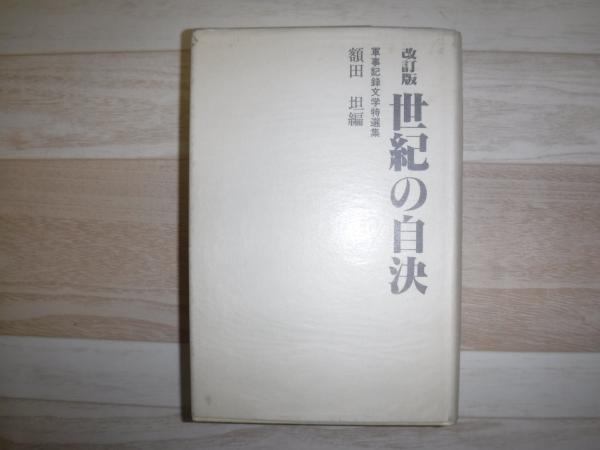 改訂版 世紀の自決
軍事記録文学特選集
額田 坦編